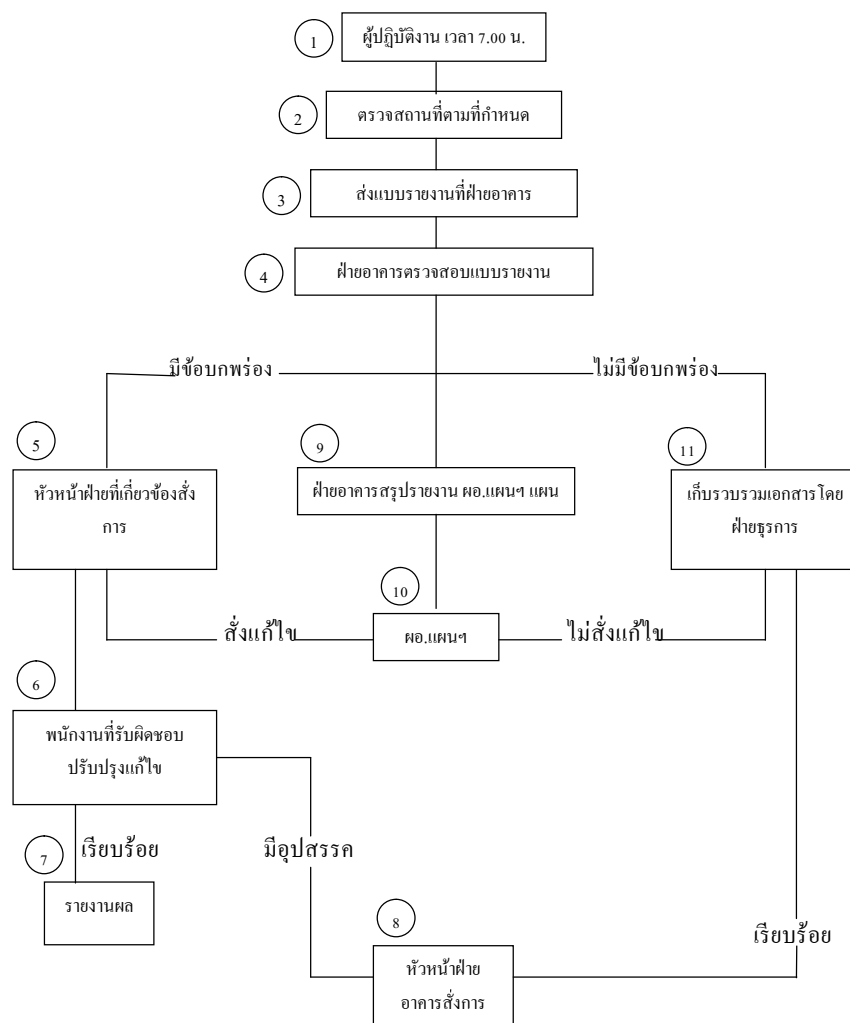 1
ผู้ปฏิบัติงาน เวลา 7.00 น.
2
ตรวจสถานที่ตามที่กำหนด
3
ส่งแบบรายงานที่ฝ่ายอาคาร
4
ฝ่ายอาคารตรวจสอบแบบรายงาน
มีข้อบกพร่อง
ไม่มีข้อบกพร่อง
5
หัวหน้าฝ่ายที่เกี่ยวข้องสั่ง
การ
9
ฝ่ายอาคารสรุปรายงาน ผอ.แผนฯ แผน
11
เก็บรวบรวมเอกสารโดย
ฝ่ายธุรการ
10
สั่งแก้ไข
ผอ.แผนฯ
ไม่สั่งแก้ไข
6
พนักงานที่รับผิดชอบ
ปรับปรุงแก้ไข
7
เรียบร้อย
มีอุปสรรค
รายงานผล
8
หัวหน้าฝ่าย
อาคารสั่งการ
เรียบร้อย